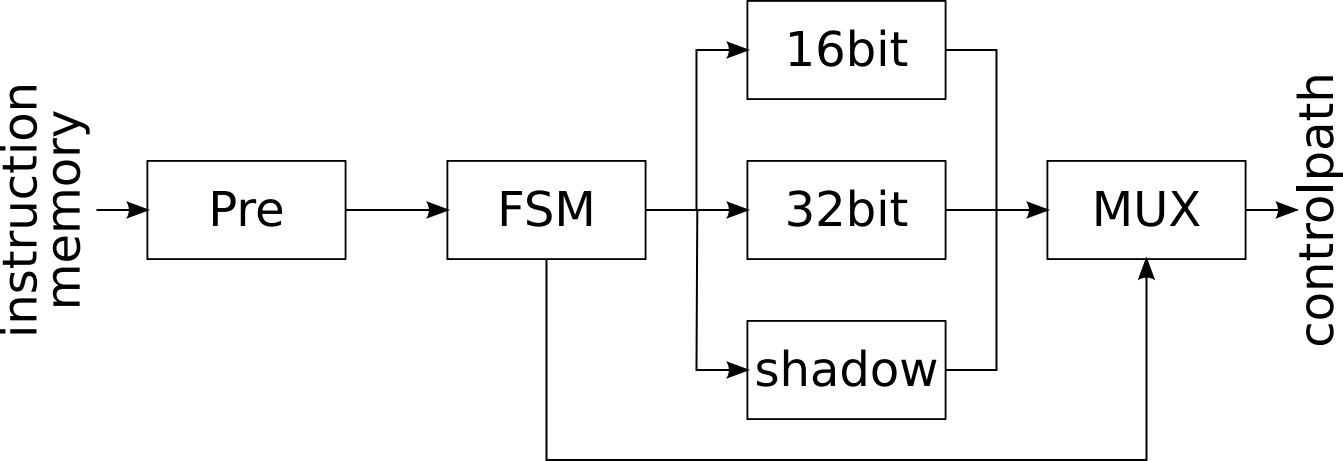 instruction
memory
Pre
FSM
16bit
32bit
shadow
MUX
controlpath